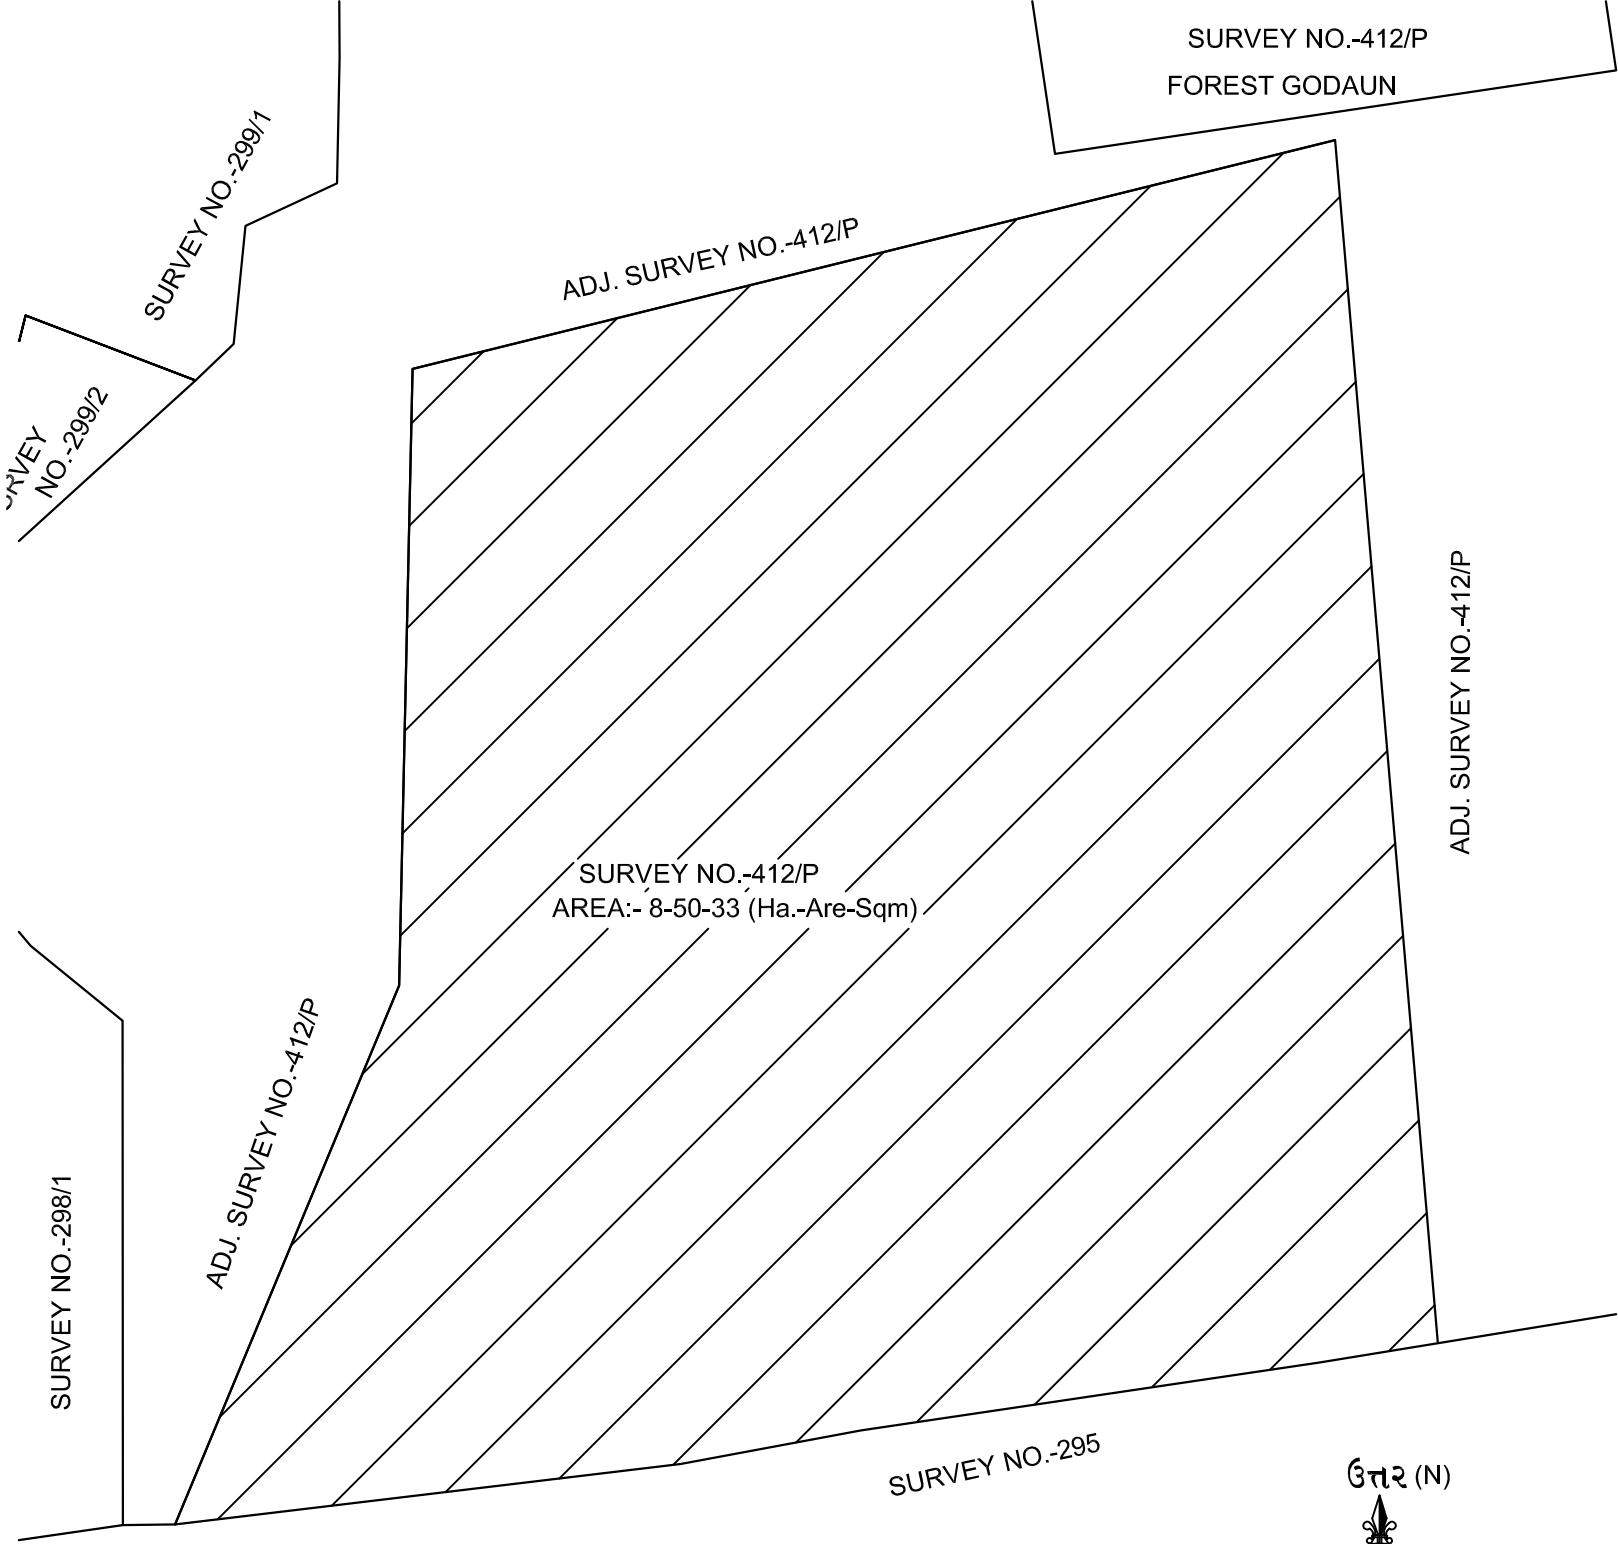 SURVEY NO.-412/P
FOREST GODAUN
SURVEY NO.-299/1
ADJ. SURVEY NO.-412/P
NO.-299/2
ADJ. SURVEY NO.-412/P
SURVEY NO.-412/P
AREA:- 8-50-33 (Ha.-Are-Sqm)
ADJ. SURVEY NO.-412/P
SURVEY NO.-298/1
SURVEY NO.-295
ઉત્તર (N)